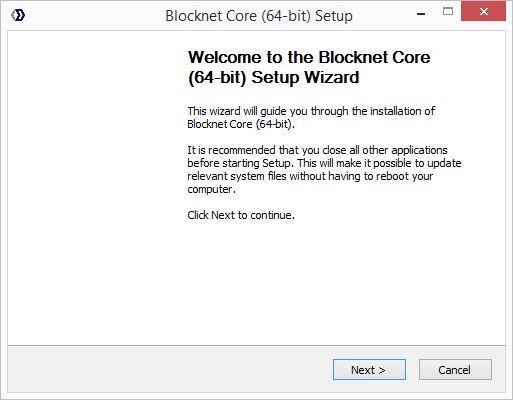 Blocknet Core (64-bit) Setup
Welcome to the Blocknet Core
(64-bit) Setup Wizard
This wizard will guide you through the installation of
Blocknet Core (64-bit).
It is recommended that you close all other applications
before starting Setup. This will make it possible to update
relevant system files without having to reboot your
computer.
Click Next to continue.
Next >
Cancel